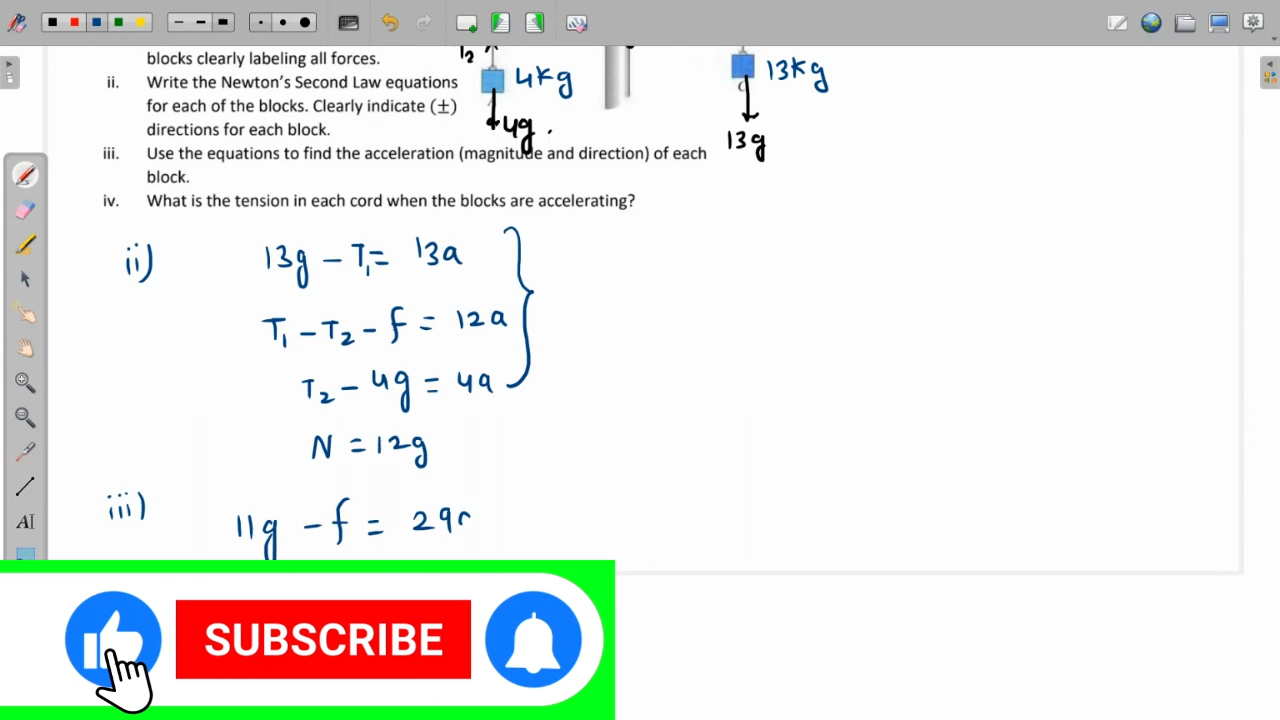 blocks clearly labeling all forces.
ii. Write the Newton's Second Law equations
for each of the blocks. Clearly indicate (±)
directions for each block.
iii. Use the equations to find the acceleration (magnitude and direction) of each
block.
iv. What is the tension in each cord when the blocks are accelerating?
T2
4kg
4g
13kg
13g
ii) 13g - T1 = 13a
T1 - T2 - f = 12a
T2 - 4g = 4a
N = 12g
iii) 11g - f = 29
AI
SUBSCRIBE